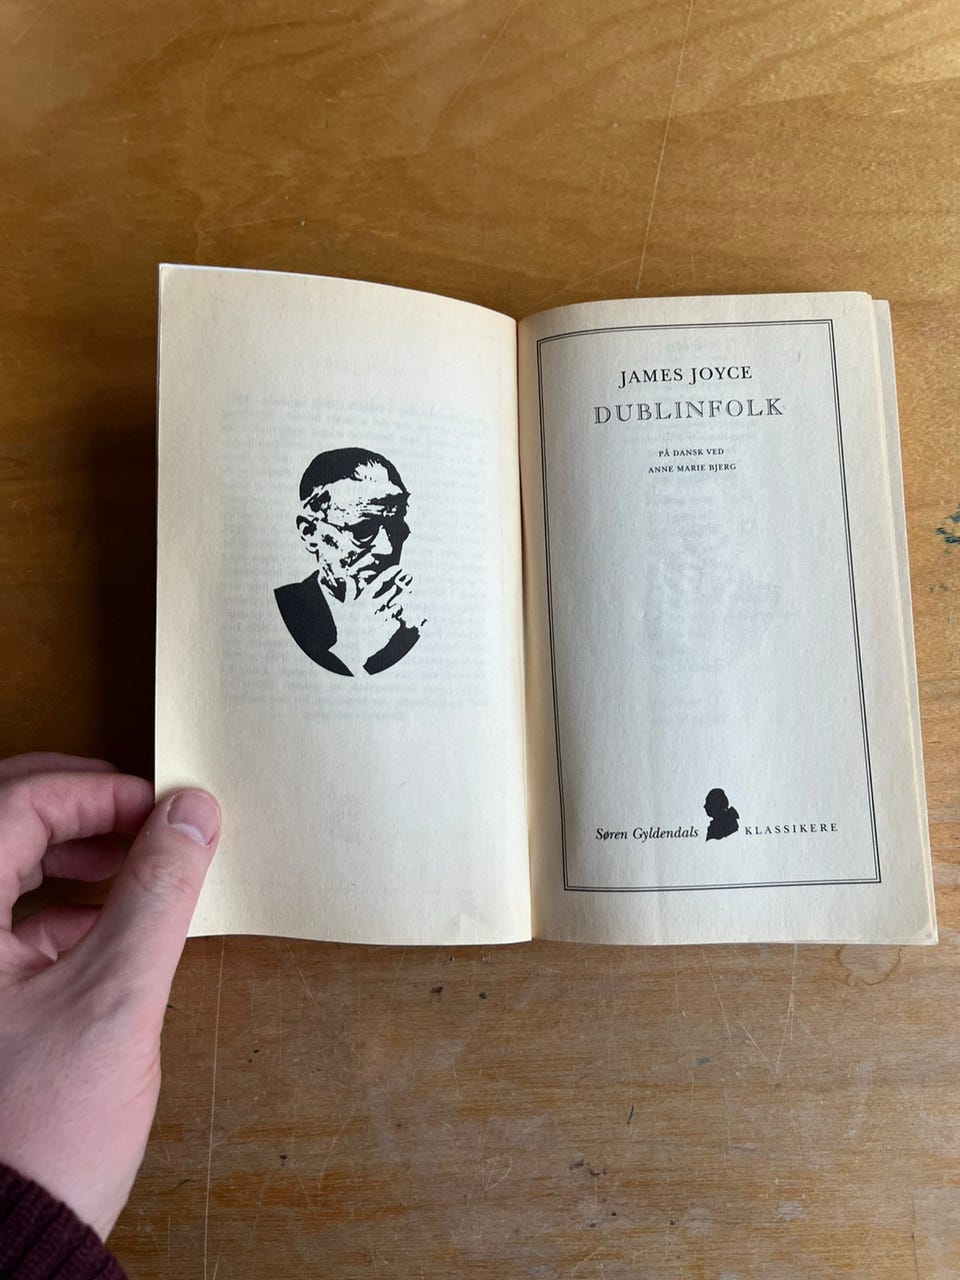 JAMES JOYCE
DUBLINFOLK
PÅ DANSK VED
ANNE MARIE BJERG
Søren Gyldendals KLASSIKERE